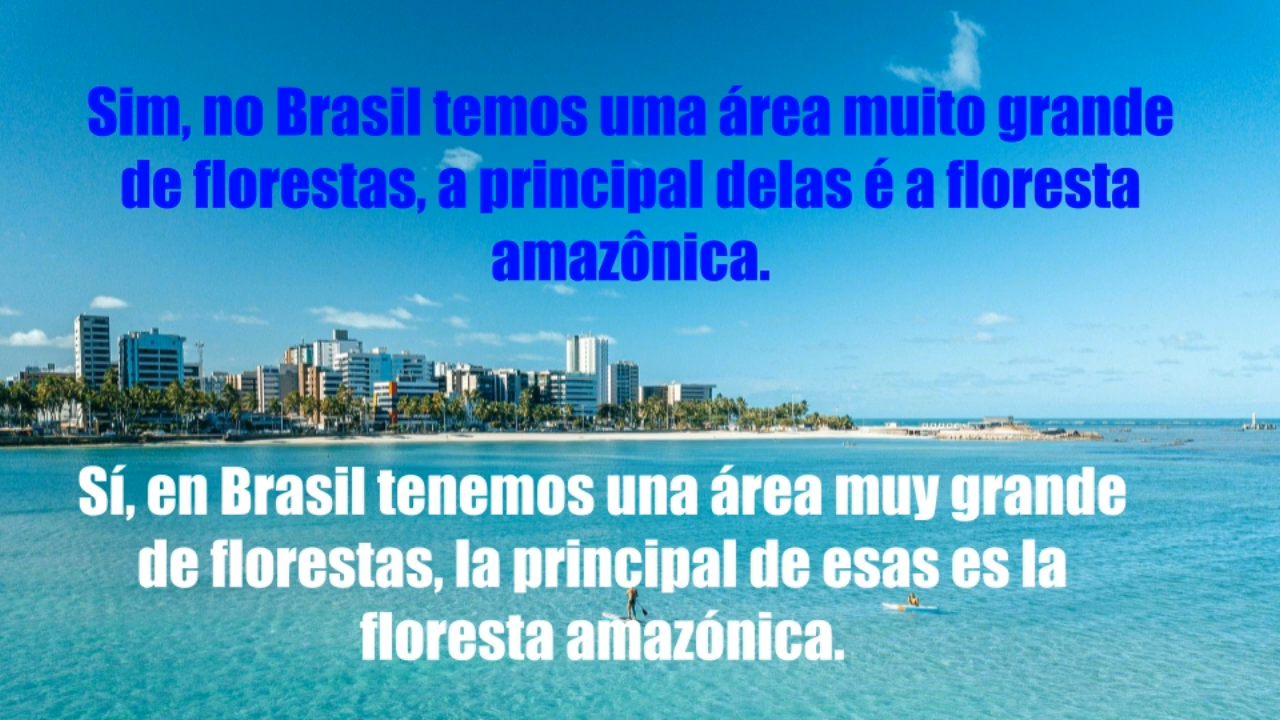 Sim, no Brasil temos uma área muito grande
de florestas, a principal delas é a floresta
amazônica.
Sí, en Brasil tenemos una área muy grande
de florestas, la principal de esas es la
floresta amazónica.